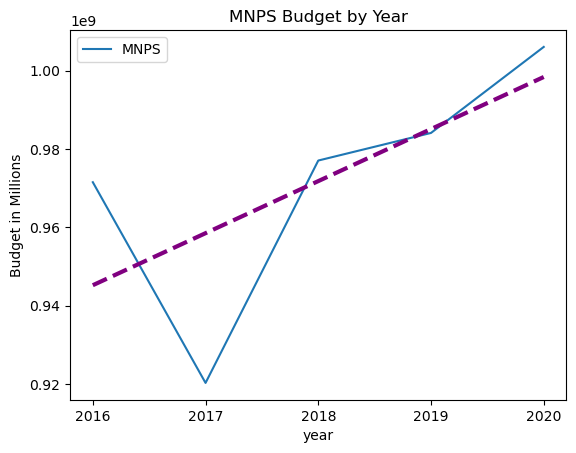 MNPS Budget by Year
1e9
MNPS
1.00
0.98
0.96
0.94
0.92
Budget in Millions
2016 2017 2018 2019 2020
year